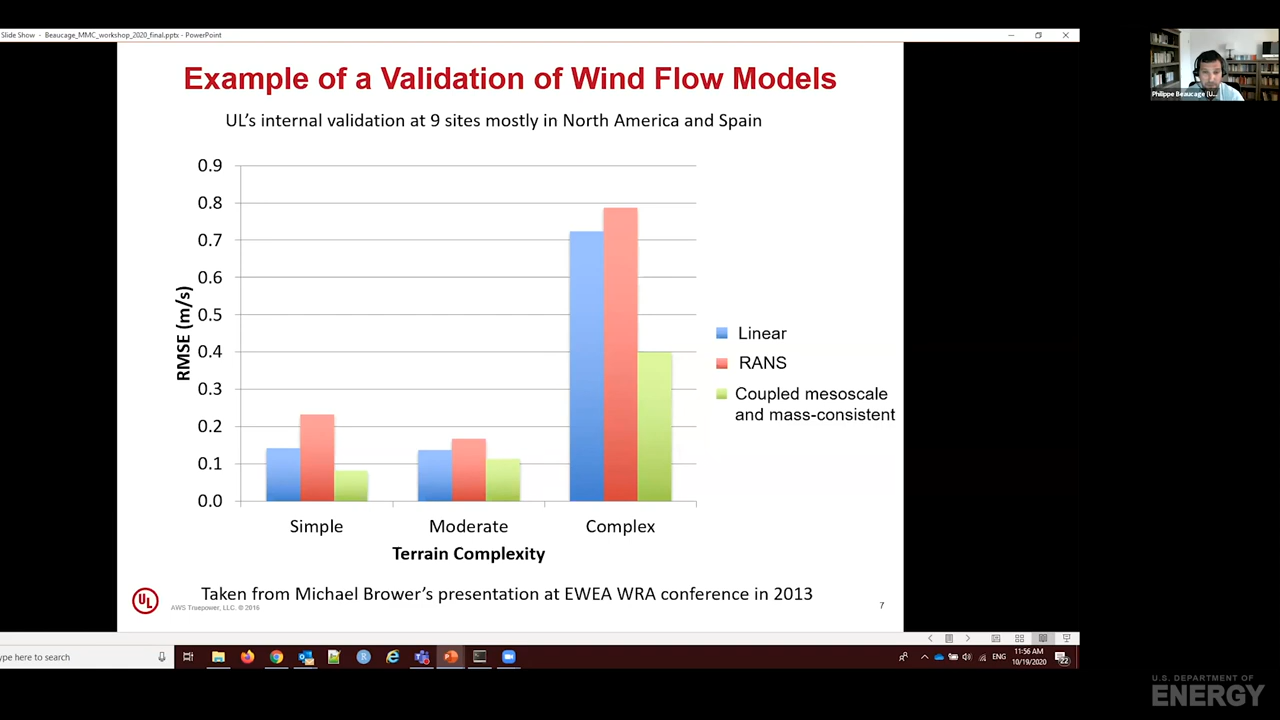 Slide Show - Beaucage_MMC_workshop_2020_final.pptx - PowerPoint
Example of a Validation of Wind Flow Models
UL's internal validation at 9 sites mostly in North America and Spain
0.9
0.8
0.7
0.6
0.5
0.4
0.3
0.2
0.1
0.0
RMSE (m/s)
Simple
Moderate
Complex
Terrain Complexity
Linear
RANS
Coupled mesoscale
and mass-consistent
Taken from Michael Brower's presentation at EWEA WRA conference in 2013
UL
AWS Truepower, LLC. © 2016
7
Philippe Beaucage (U...
ype here to search
ENG
11:56 AM
10/19/2020
22
U.S. DEPARTMENT OF
ENERGY